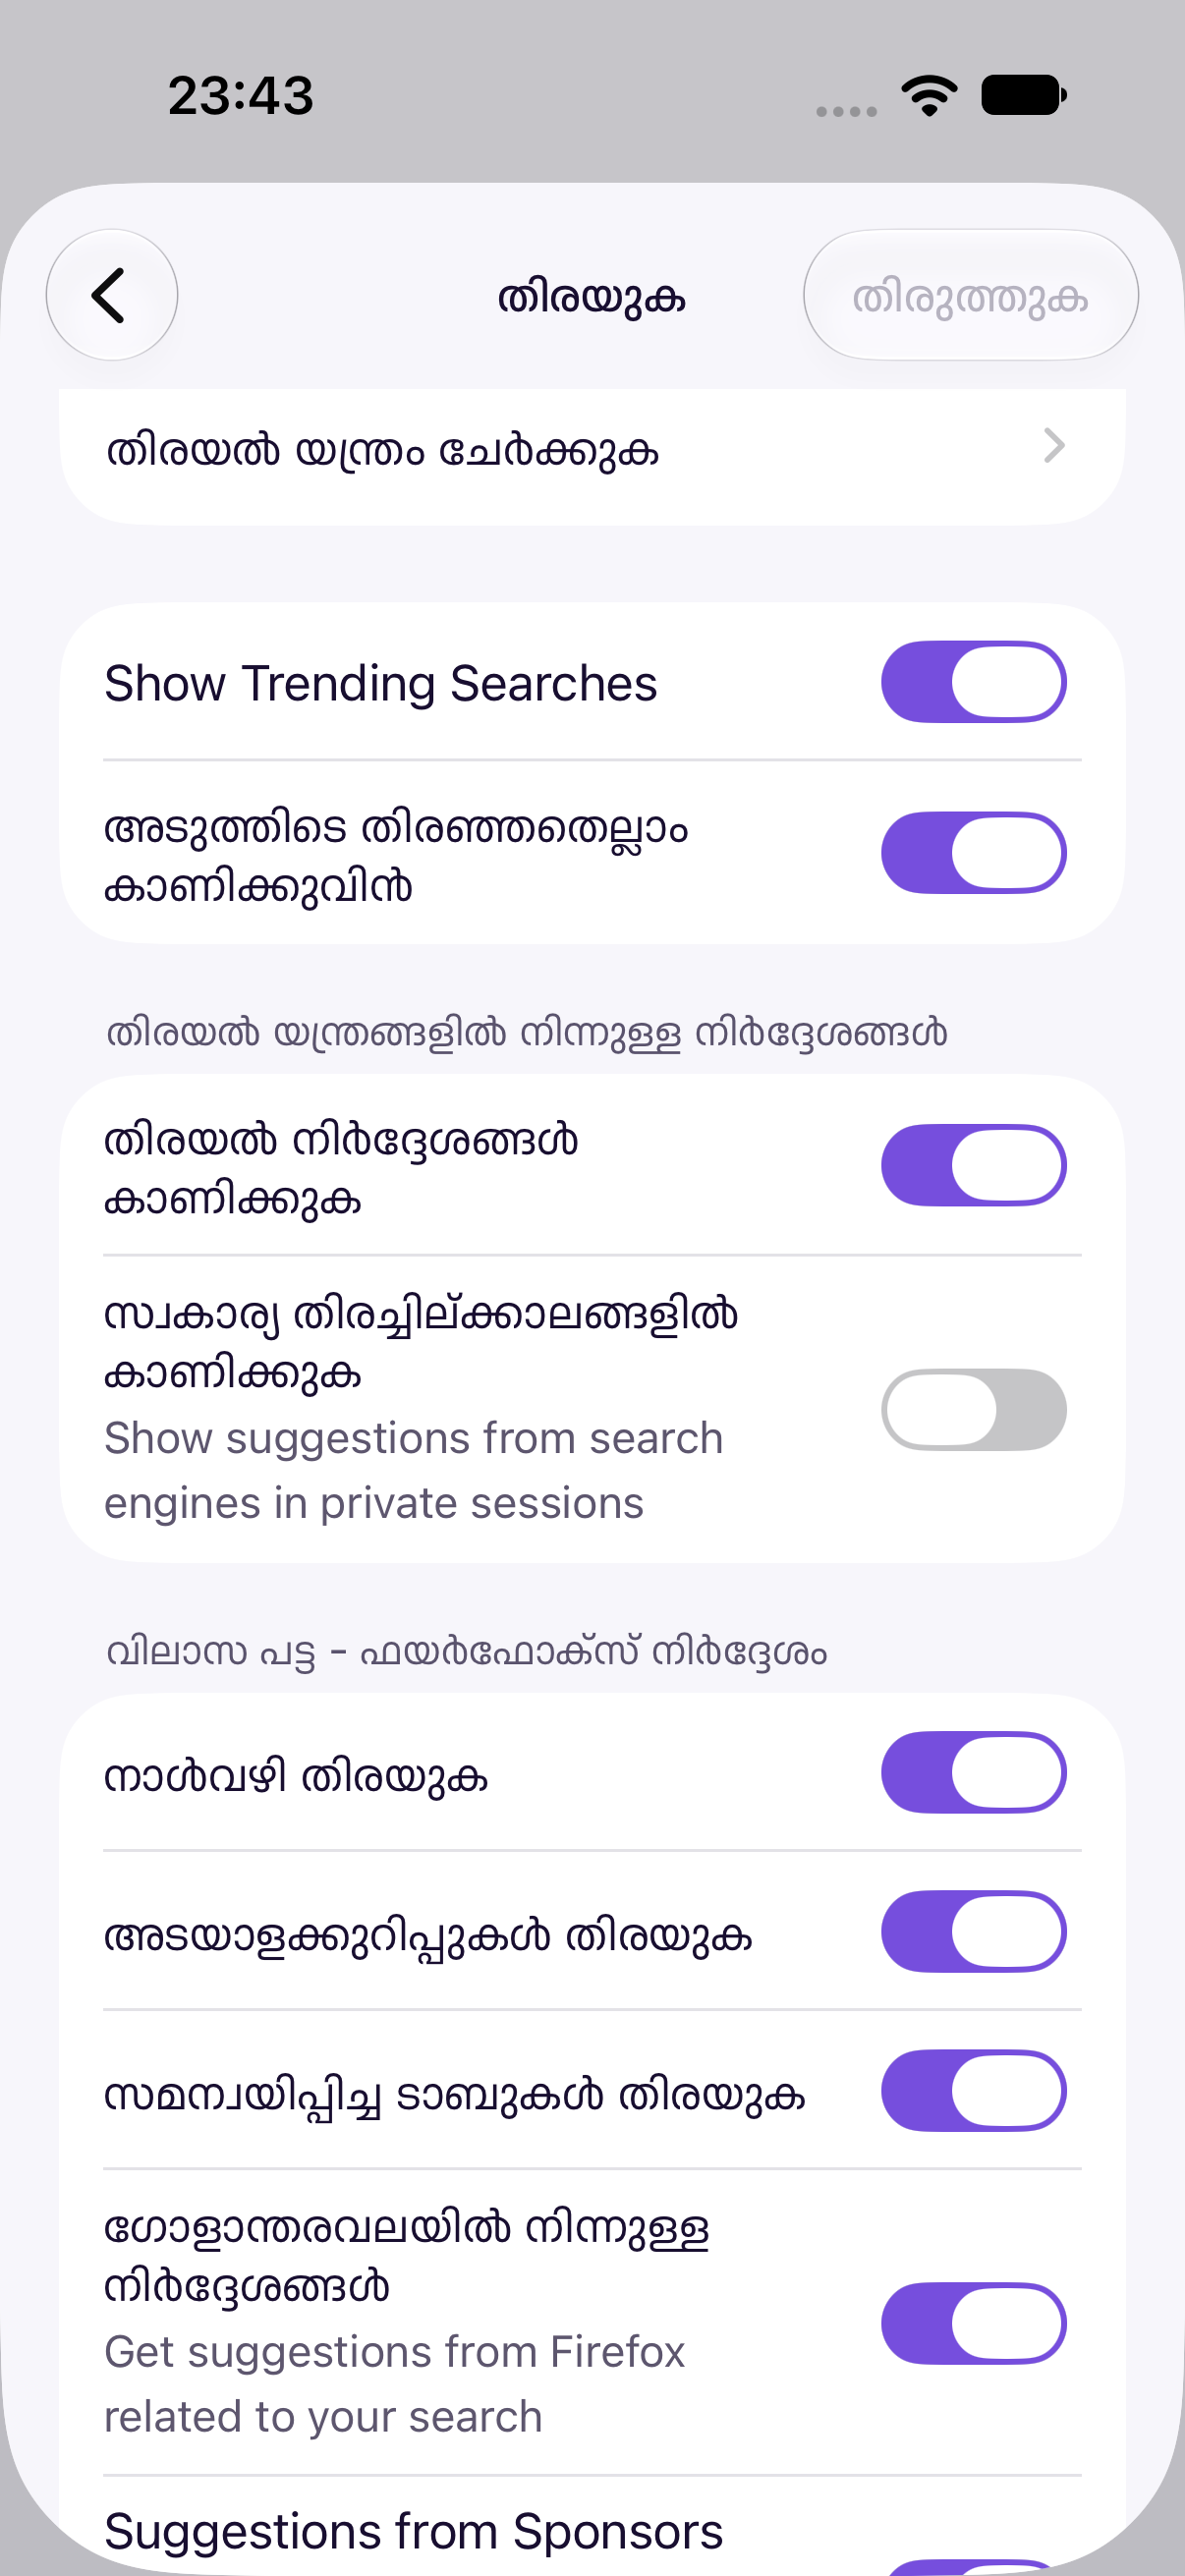 23:43
തിരയുക
തിരുത്തുക
തിരയൽ യന്ത്രം ചേർക്കുക
Show Trending Searches
അടുത്തിടെ തിരഞ്ഞതെല്ലാം
കാണിക്കുവിൻ
തിരയൽ യന്ത്രങ്ങളിൽ നിന്നുള്ള നിർദ്ദേശങ്ങൾ
തിരയൽ നിർദ്ദേശങ്ങൾ
കാണിക്കുക
സ്വകാര്യ തിരച്ചില്ക്കാലങ്ങളിൽ
കാണിക്കുക
Show suggestions from search
engines in private sessions
വിലാസ പട്ട - ഫയർഫോക്സ് നിർദ്ദേശം
നാൾവഴി തിരയുക
അടയാളക്കുറിപ്പുകൾ തിരയുക
സമന്വയിപ്പിച്ച ടാബുകൾ തിരയുക
ഗോളാന്തരവലയിൽ നിന്നുള്ള
നിർദ്ദേശങ്ങൾ
Get suggestions from Firefox
related to your search
Suggestions from Sponsors